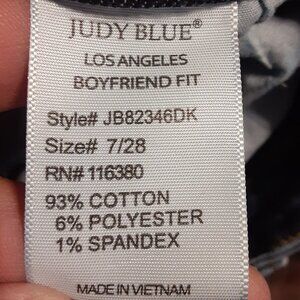 JUDY BLUE®
LOS ANGELES
BOYFRIEND FIT
Style# JB82346DK
Size# 7/28
RN# 116380
93% COTTON
6% POLYESTER
1% SPANDEX
MADE IN VIETNAM